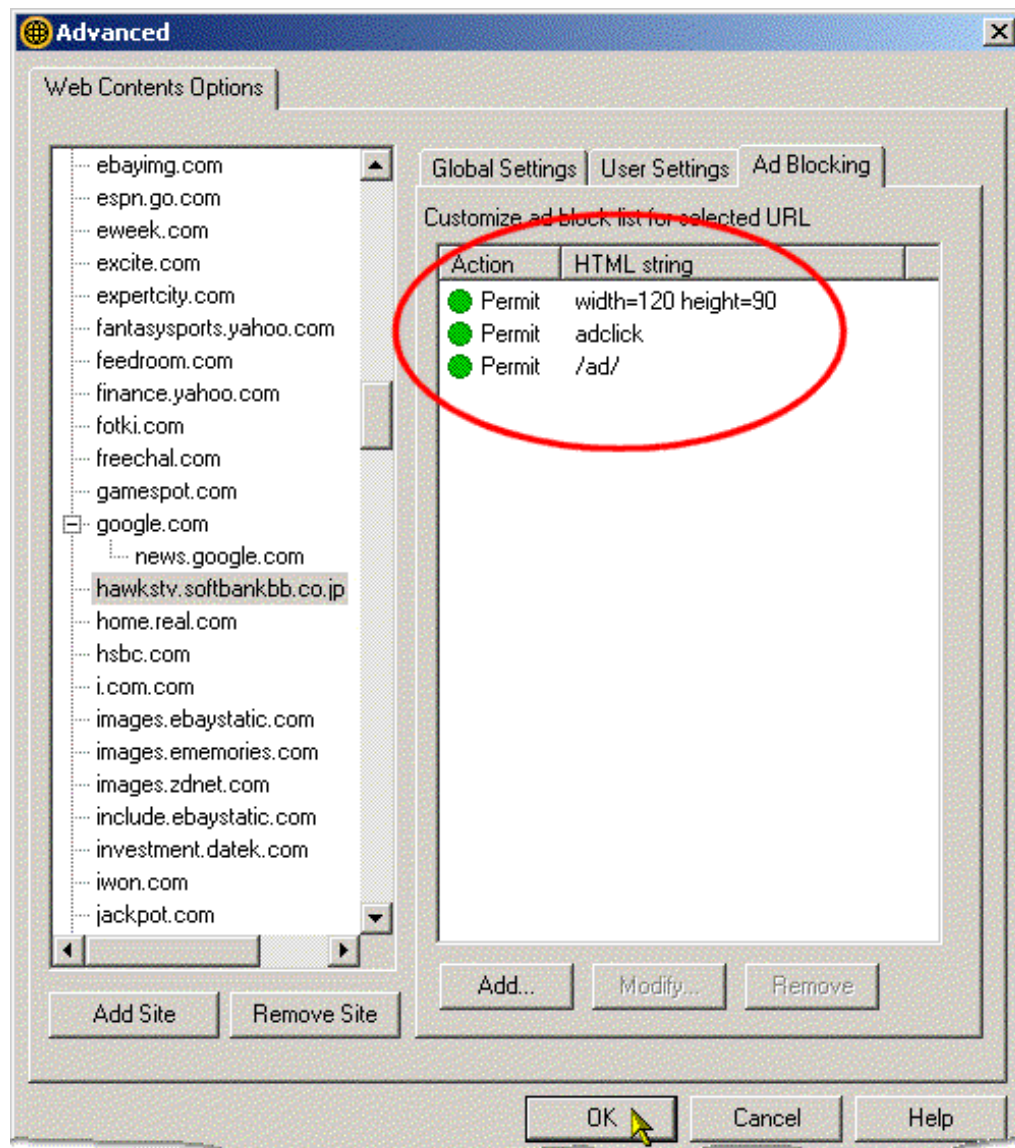 Advanced
Web Contents Options
ebayimg.com
espn.go.com
eweek.com
excite.com
expertcity.com
fantasysports.yahoo.com
feedroom.com
finance.yahoo.com
fotki.com
freechal.com
gamespot.com
google.com
news.google.com
hawkstv.softbankbb.co.jp
home.real.com
hsbc.com
i.com.com
images.ebaystatic.com
images.ememories.com
images.zdnet.com
include.ebaystatic.com
investment.datek.com
iwon.com
jackpot.com
Add Site Remove Site
Global Settings User Settings Ad Blocking
Customize ad block list for selected URL
Action HTML string
Permit width=120 height=90
Permit adclick
Permit /ad/
Add... Modify... Remove
OK Cancel Help